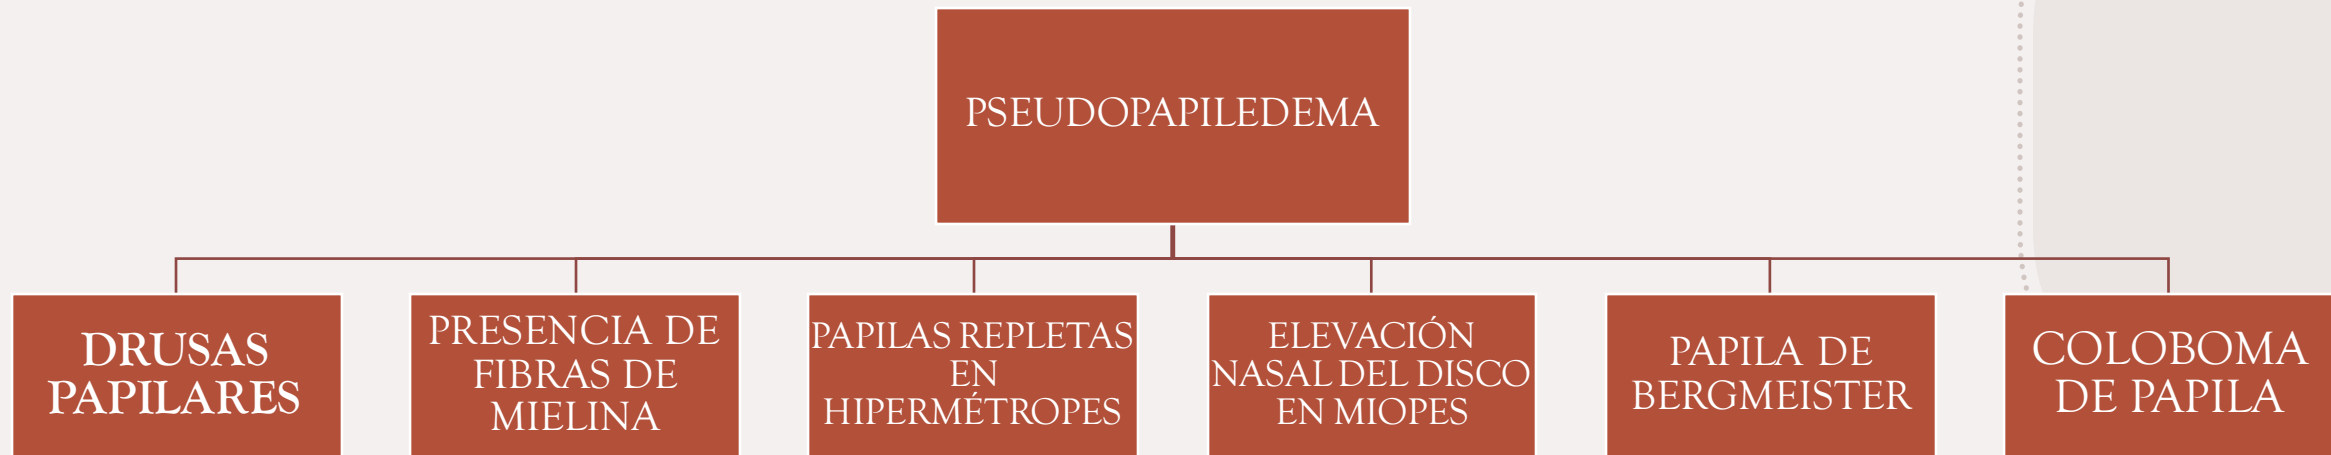 PSEUDOPAPILEDEMA
DRUSAS
PAPILARES
PRESENCIA DE
FIBRAS DE
MIELINA
PAPILAS REPLETAS
EN
HIPERMÉTROPES
ELEVACIÓN
NASAL DEL DISCO
EN MIOPES
PAPILA DE
BERGMEISTER
COLOBOMA
DE PAPILA